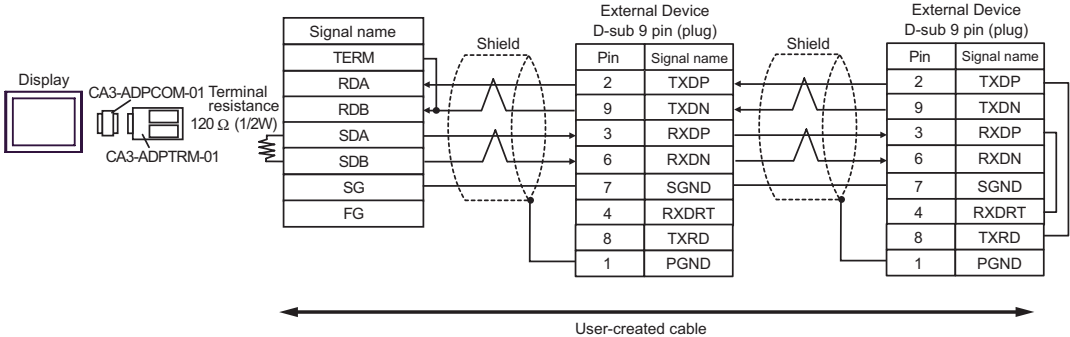 Display
CA3-ADPCOM-01
CA3-ADPTRM-01
Terminal
resistance
120 Ω (1/2W)
Signal name
TERM
RDA
RDB
SDA
SDB
SG
FG
Shield
External Device
D-sub 9 pin (plug)
Pin Signal name
2 TXDP
9 TXDN
3 RXDP
6 RXDN
7 SGND
4 RXDRT
8 TXRD
1 PGND
Shield
External Device
D-sub 9 pin (plug)
Pin Signal name
2 TXDP
9 TXDN
3 RXDP
6 RXDN
7 SGND
4 RXDRT
8 TXRD
1 PGND
User-created cable